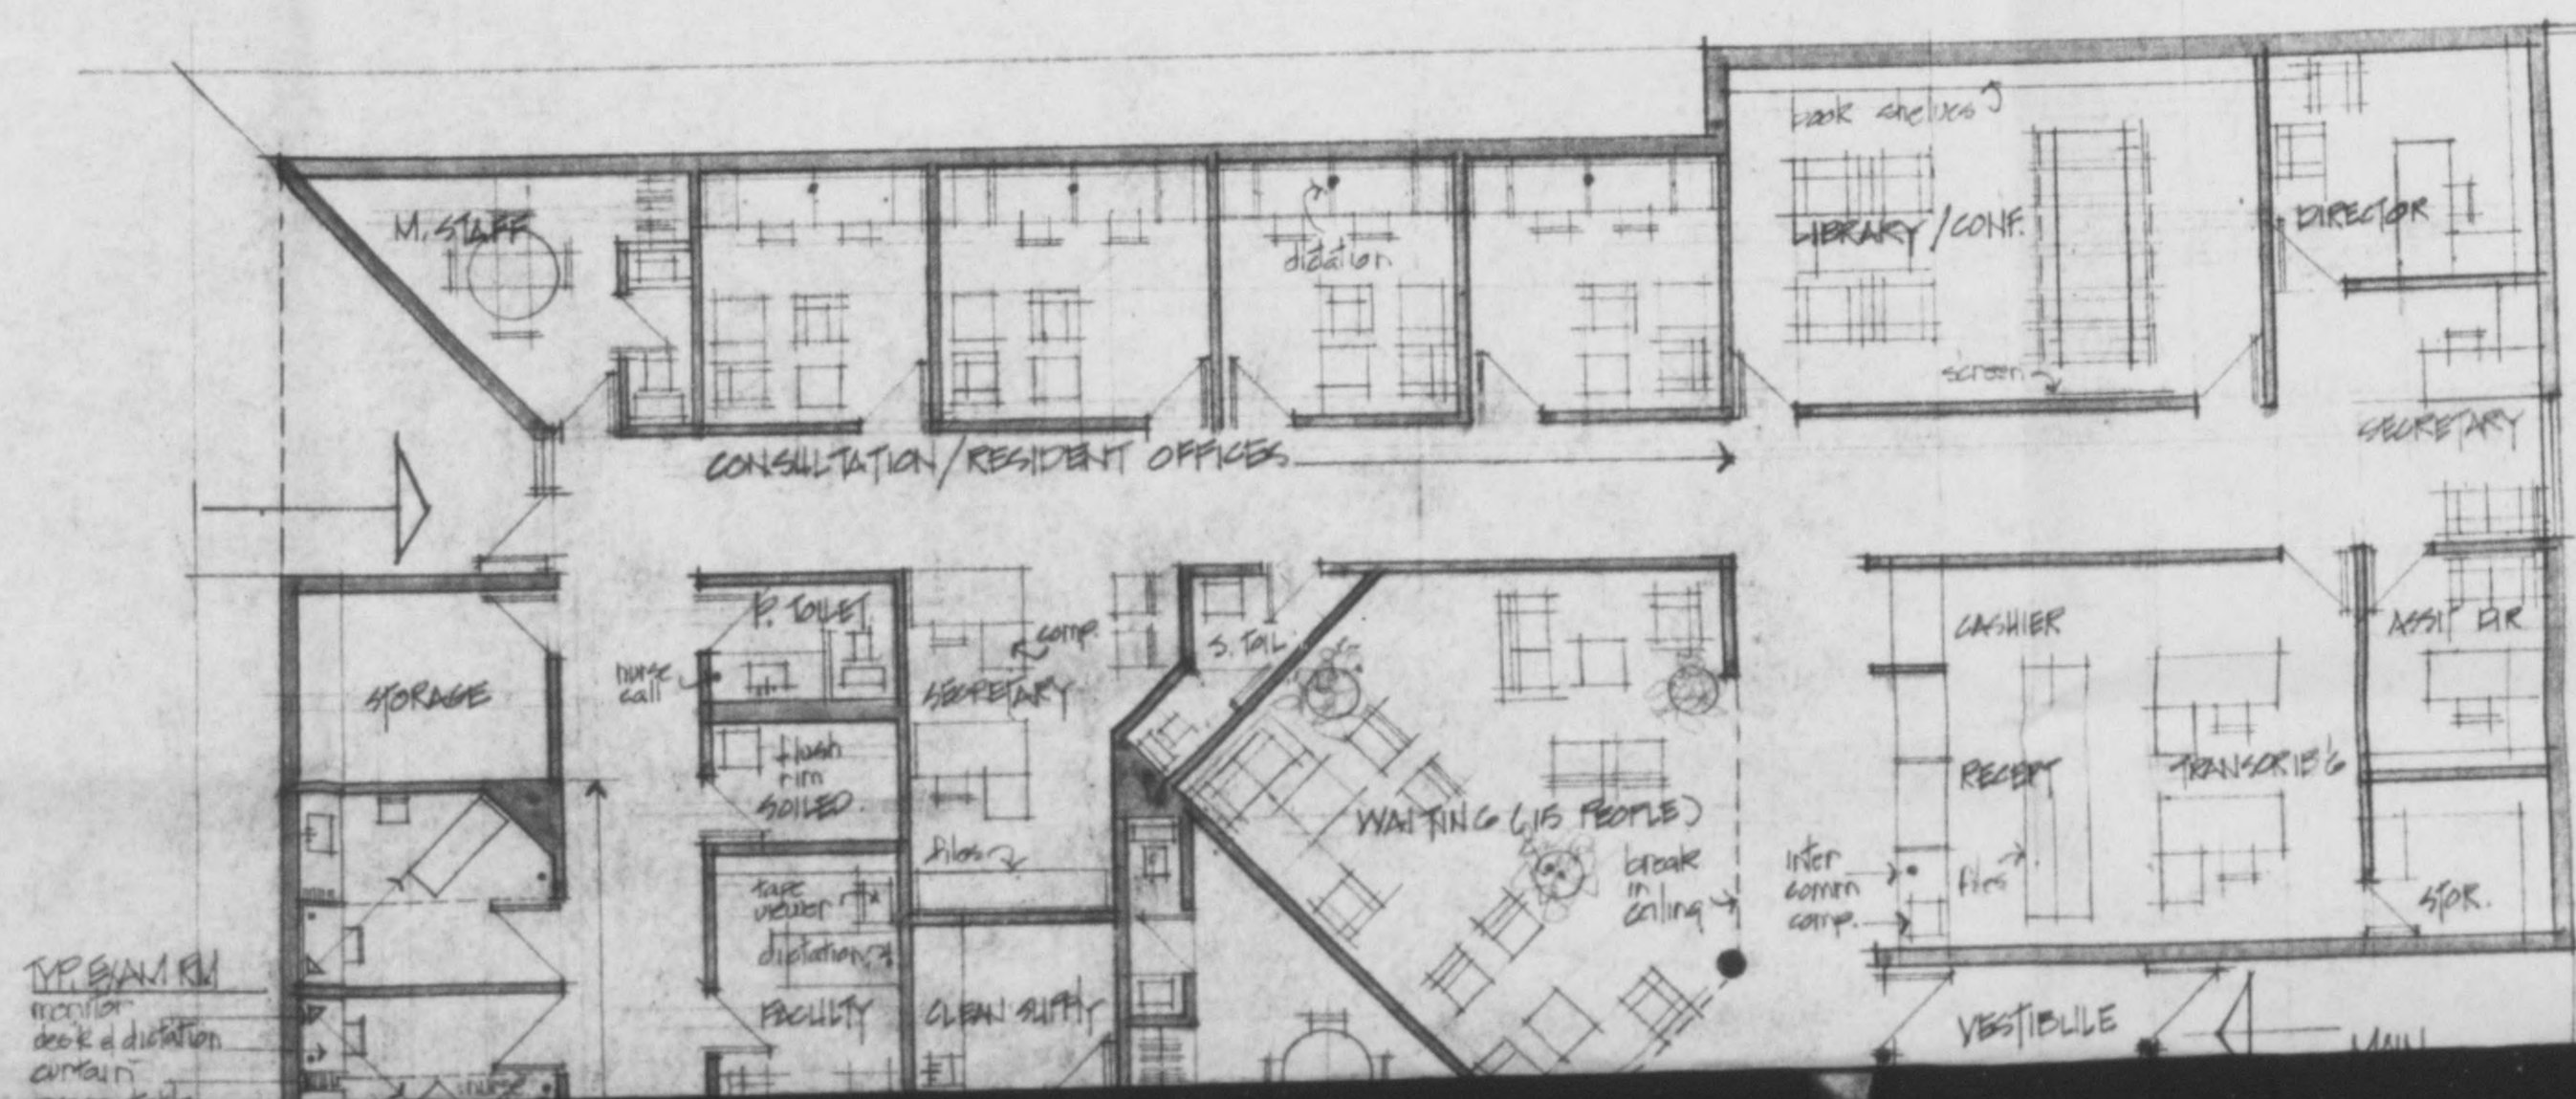 book shelves
M. STAFF
LIBRARY/CONF.
DIRECTOR
dictation
screen
SECRETARY
CONSULTATION/RESIDENT OFFICES
P. TOILET
comp.
S. TOIL.
CASHIER
ASS'T DIR
nurse
call
STORAGE
SECRETARY
flush
rim
SOILED
RECEPT
TRANSCRIB'G
WAITING (15 PEOPLE)
files
break
in
ceiling
inter
comm
comp.
files
STOR.
tape
viewer
dictation
TYP. EXAM RM
monitor
desk & dictation
curtain
FACULTY
CLEAN SUPPLY
VESTIBULE
MAIN
nurse